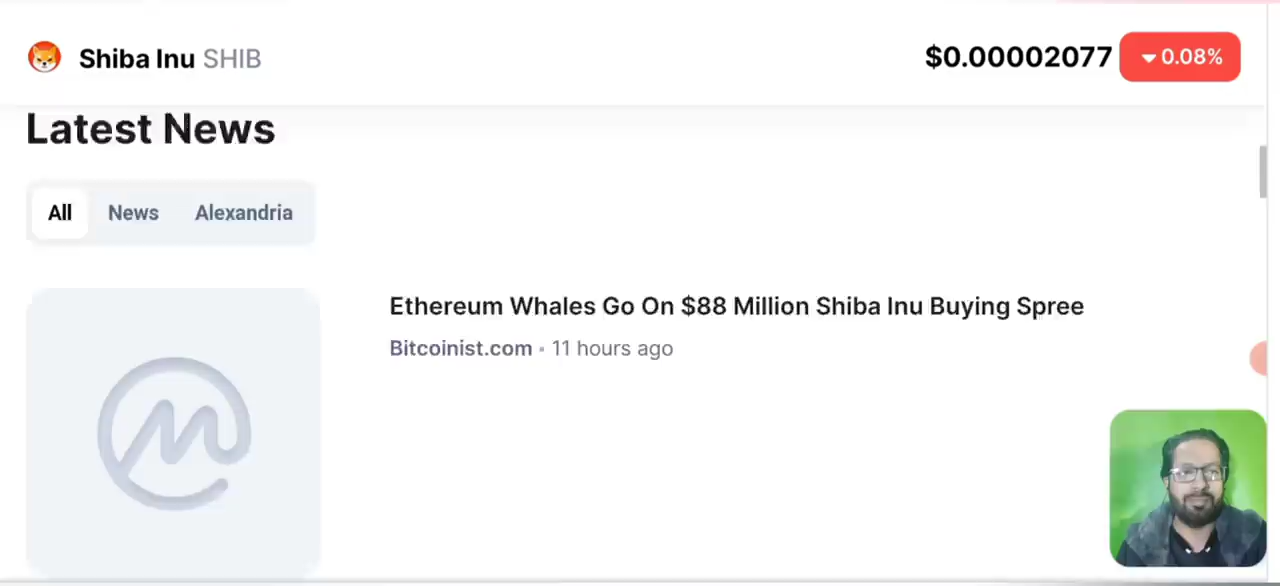 Shiba Inu SHIB $0.00002077 0.08%
Latest News
All News Alexandria
Ethereum Whales Go On $88 Million Shiba Inu Buying Spree
Bitcoinist.com • 11 hours ago